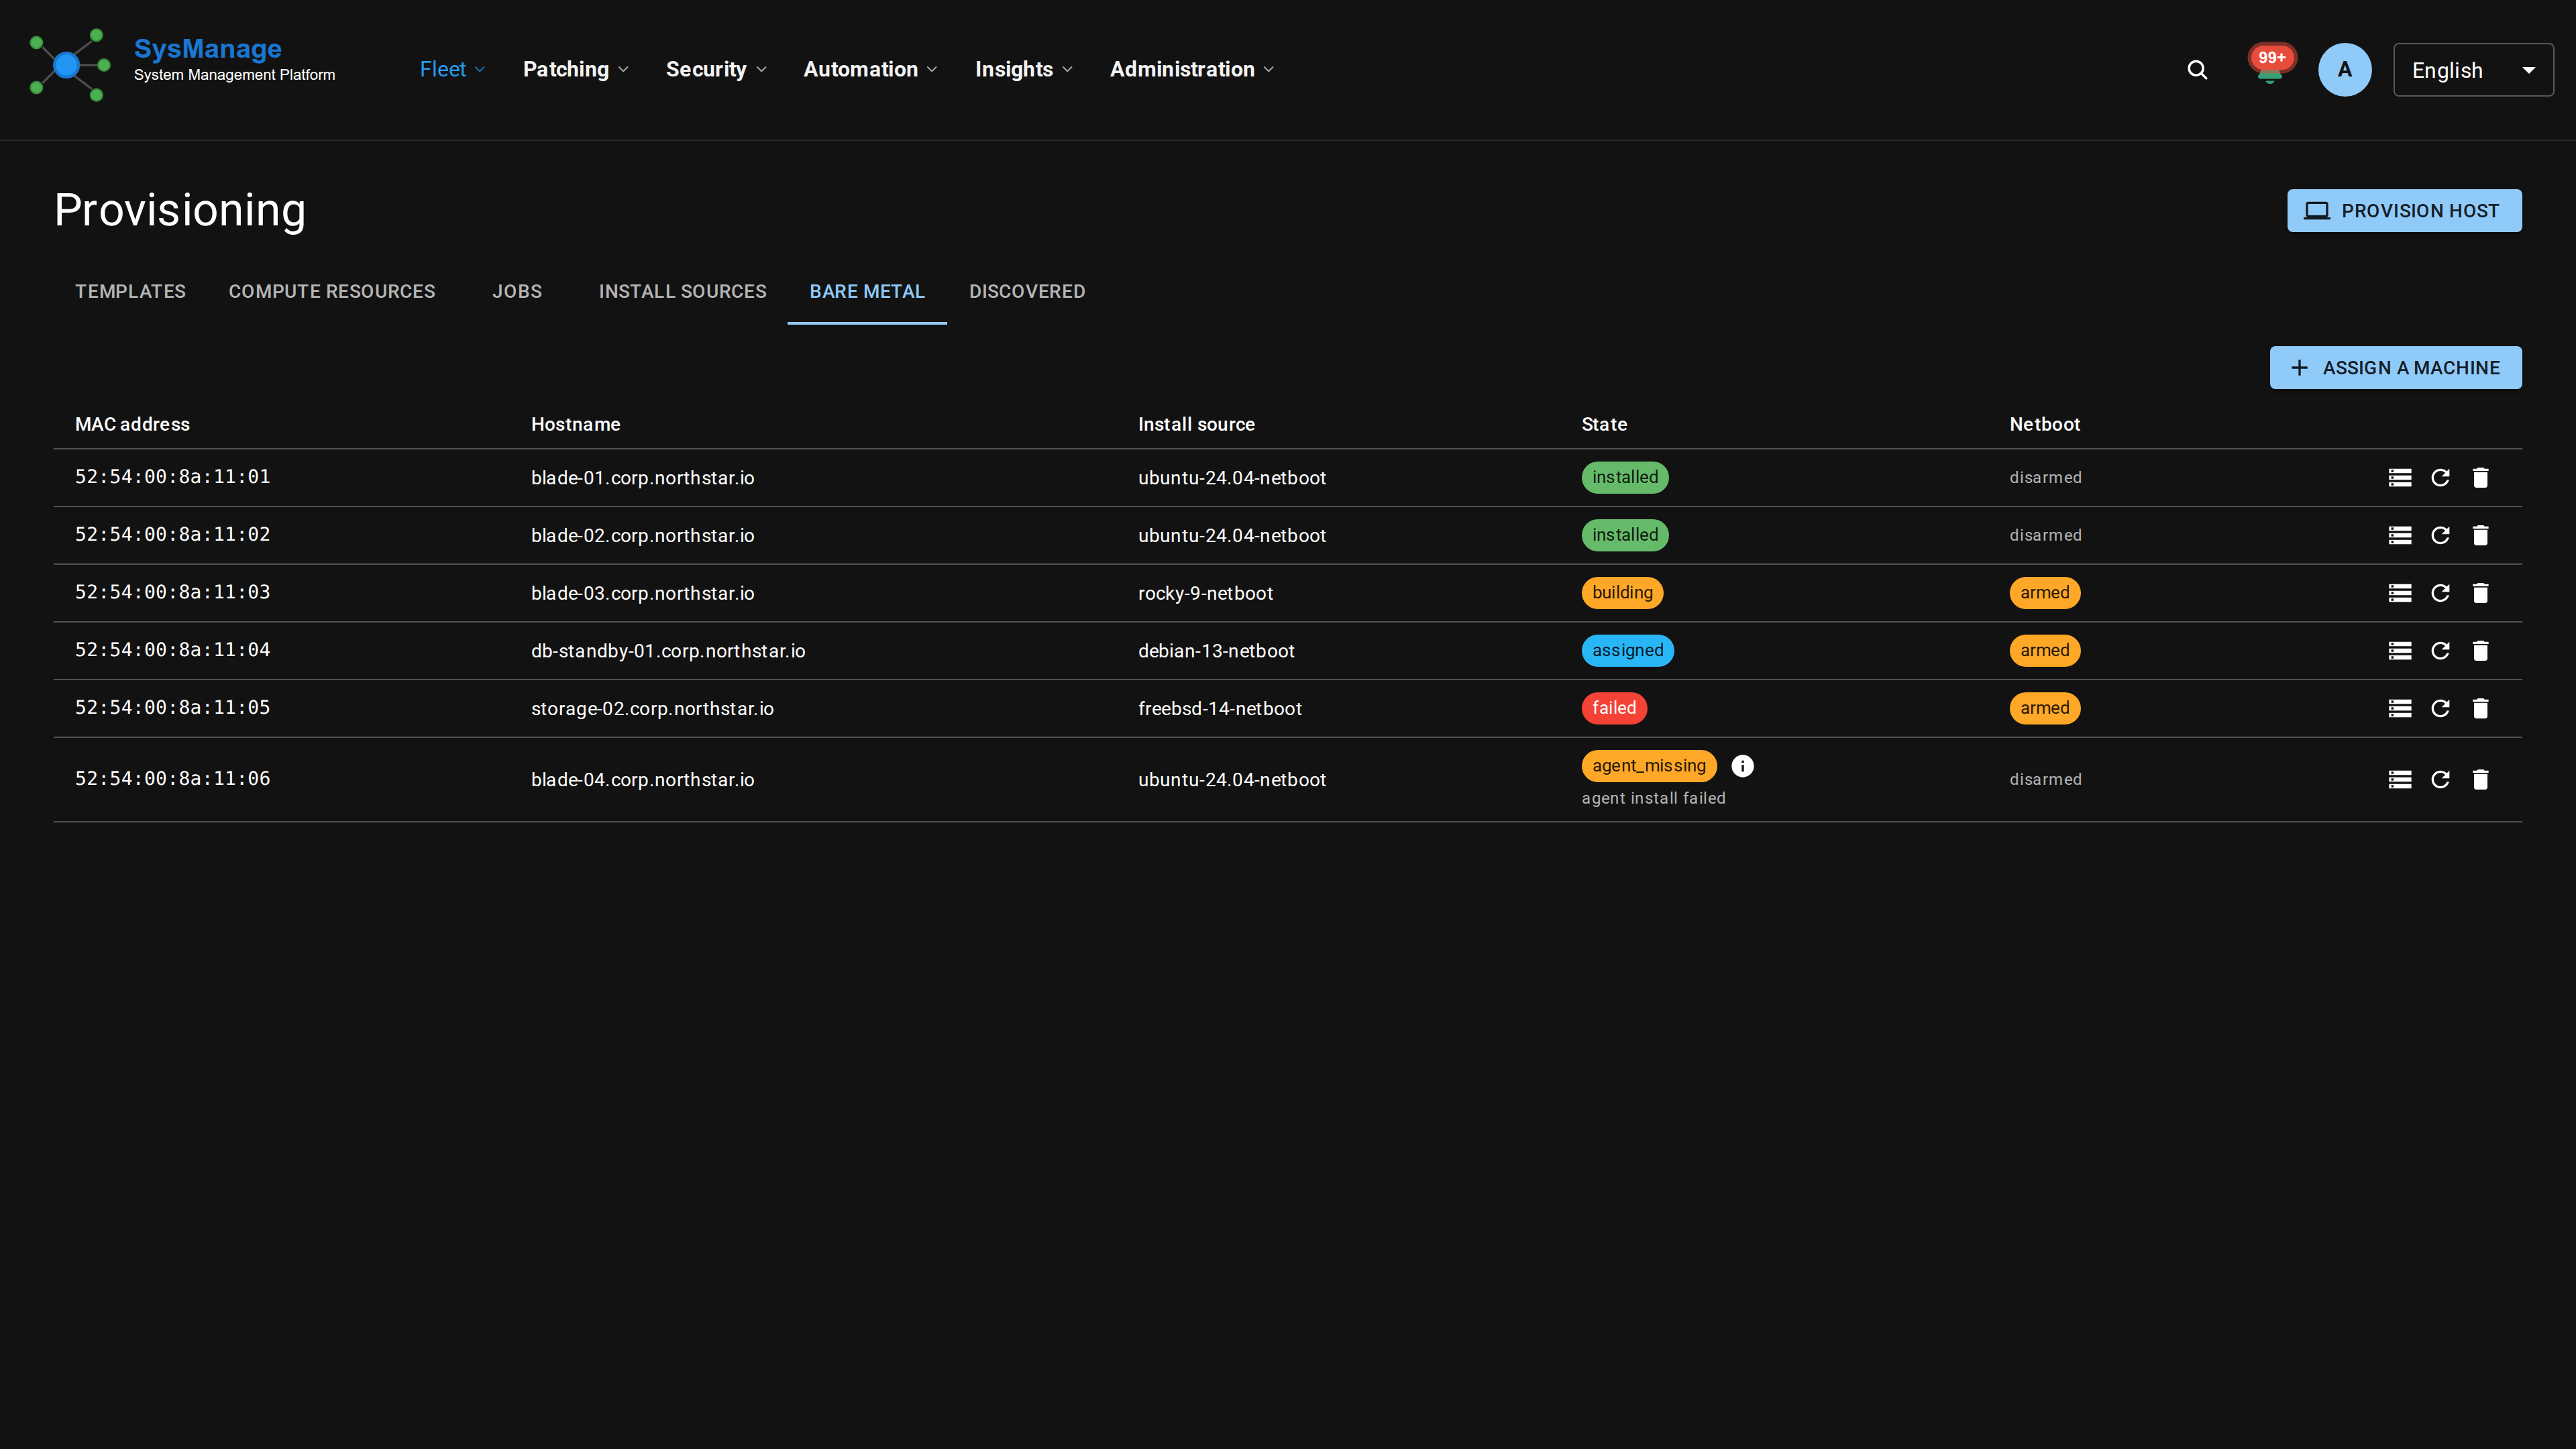 SysManage
System Management Platform
Fleet Patching Security Automation Insights Administration
99+
A
English
Provisioning
PROVISION HOST
TEMPLATES COMPUTE RESOURCES JOBS INSTALL SOURCES BARE METAL DISCOVERED
ASSIGN A MACHINE
MAC address Hostname Install source State Netboot
52:54:00:8a:11:01 blade-01.corp.northstar.io ubuntu-24.04-netboot installed disarmed
52:54:00:8a:11:02 blade-02.corp.northstar.io ubuntu-24.04-netboot installed disarmed
52:54:00:8a:11:03 blade-03.corp.northstar.io rocky-9-netboot building armed
52:54:00:8a:11:04 db-standby-01.corp.northstar.io debian-13-netboot assigned armed
52:54:00:8a:11:05 storage-02.corp.northstar.io freebsd-14-netboot failed armed
52:54:00:8a:11:06 blade-04.corp.northstar.io ubuntu-24.04-netboot agent_missing disarmed
agent install failed